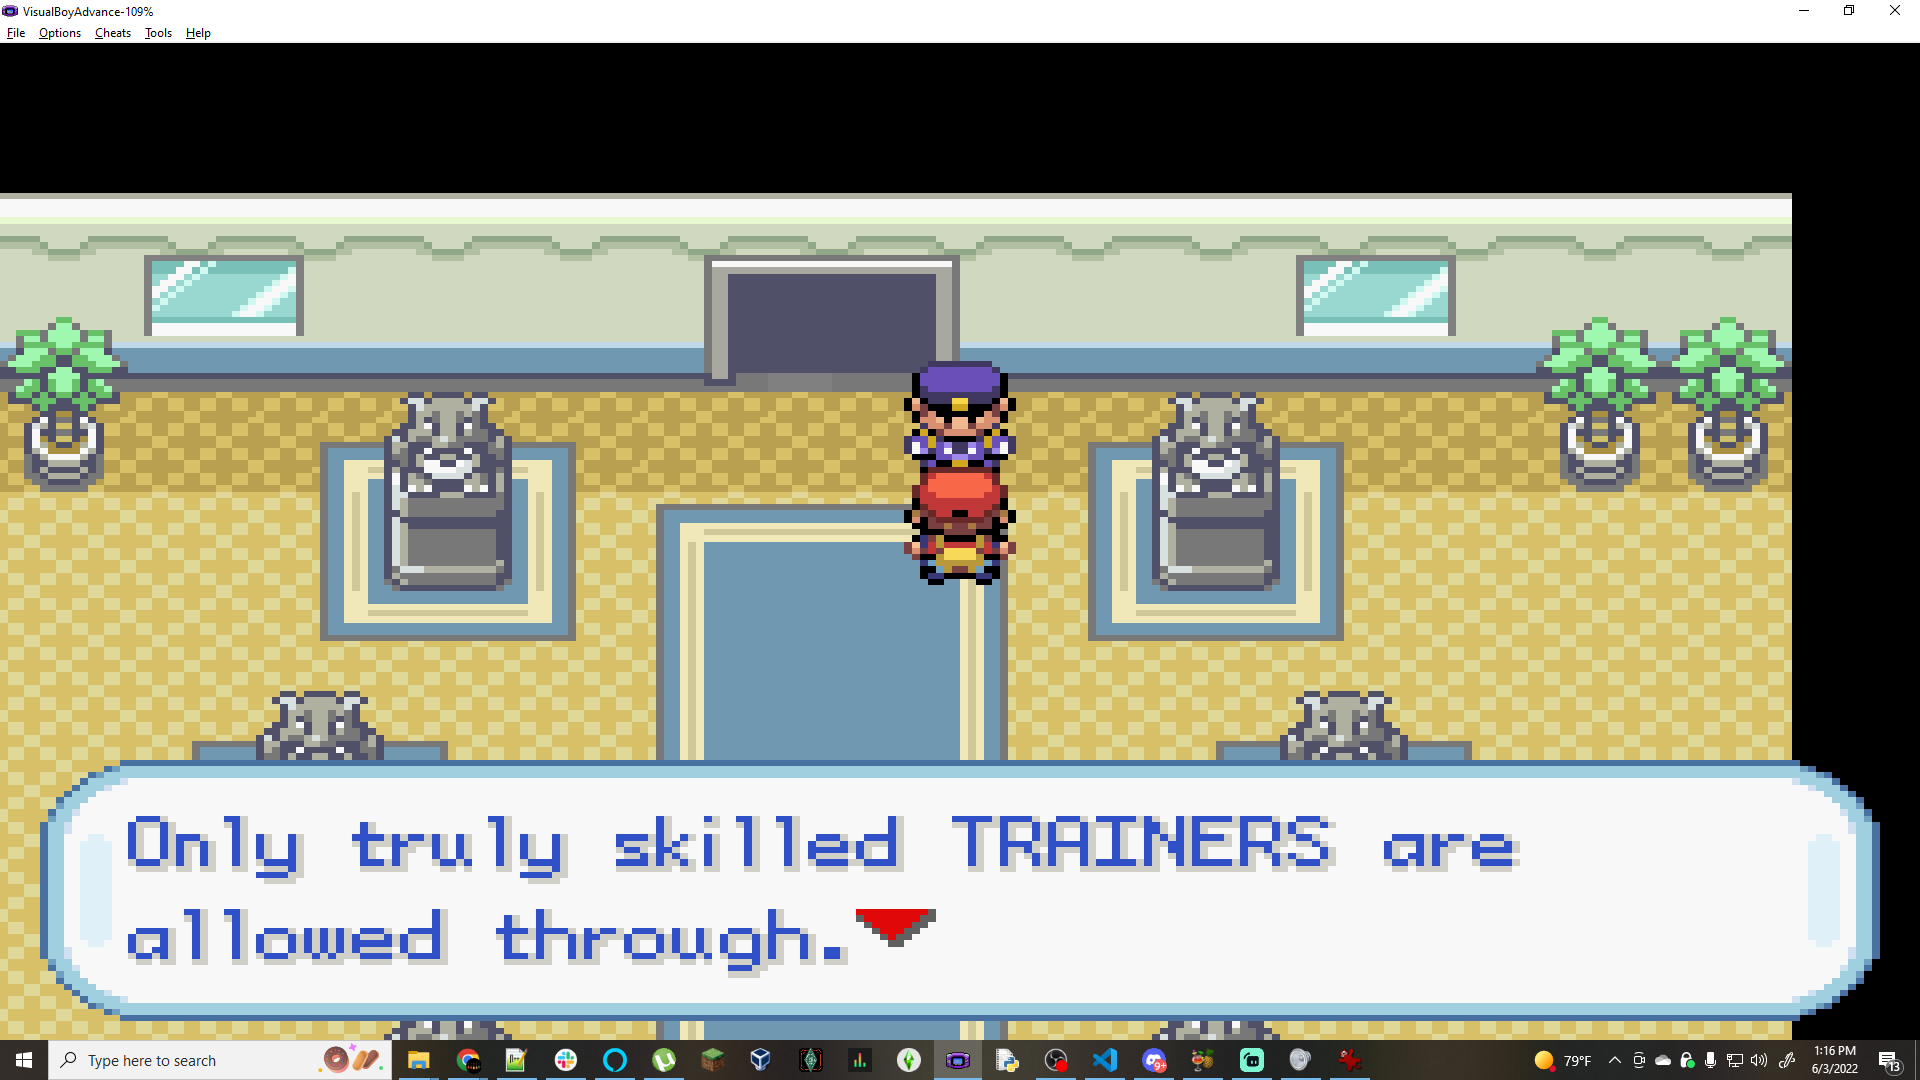 VisualBoyAdvance-109%
File Options Cheats Tools Help
Only truly skilled TRAINERS are
allowed through.
Type here to search
9+
79°F
1:16 PM
6/3/2022
13